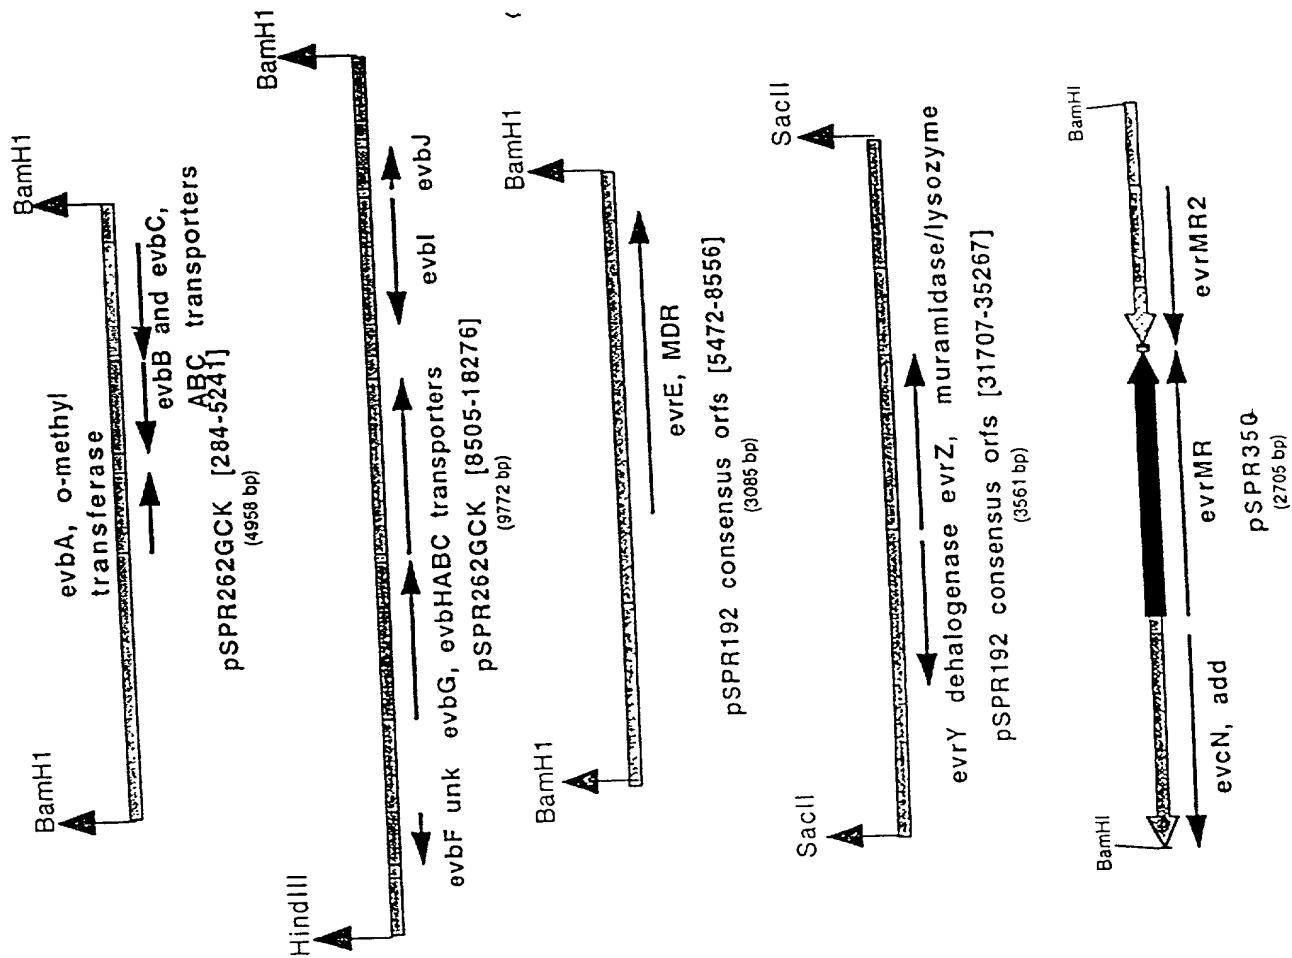 BamH1
BamH1
evbA, o-methyl
transferase
evbB and evbC,
ABC transporters
pSPR262GCK [284-5241]
(4958 bp)
HindIII
BamH1
evbF unk evbG, evbHABC transporters
evbI
evbJ
pSPR262GCK [8505-18276]
(9772 bp)
BamH1
BamH1
evrE, MDR
pSPR192 consensus orfs [5472-8556]
(3085 bp)
SacII
SacII
evrY dehalogenase evrZ, muramidase/lysozyme
pSPR192 consensus orfs [31707-35267]
(3561 bp)
BamHI
BamHI
evcN, add
evrMR
evrMR2
pSPR350
(2705 bp)